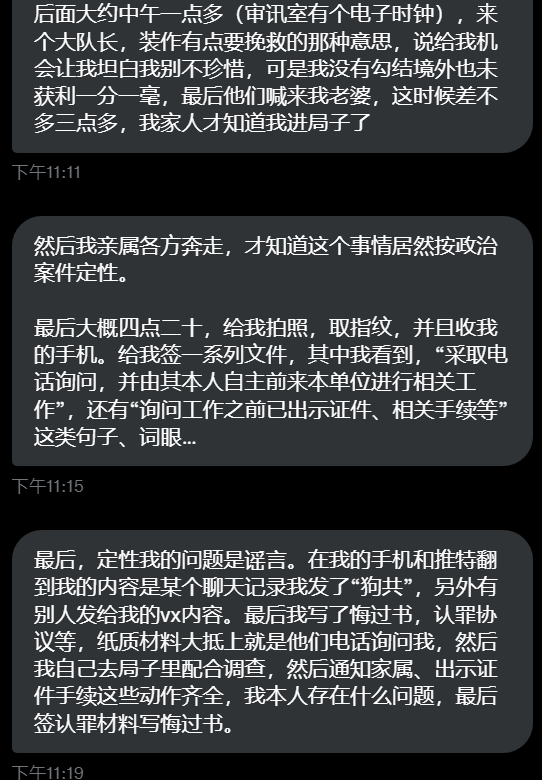 后面大约中午一点多（审讯室有个电子时钟），来
个大队长，装作有点要挽救的那种意思，说给我机
会让我坦白我别不珍惜，可是我没有勾结境外也未
获利一分一毫，最后他们喊来我老婆，这时候差不
多三点多，我家人才知道我进局子了
下午11:11
然后我亲属各方奔走，才知道这个事情居然按政治
案件定性。
最后大概四点二十，给我拍照，取指纹，并且收我
的手机。给我签一系列文件，其中我看到，“采取电
话询问，并由其本人自主前来本单位进行相关工
作”，还有“询问工作之前已出示证件、相关手续等”
这类句子、词眼...
下午11:15
最后，定性我的问题是谣言。在我的手机和推特翻
到我的内容是某个聊天记录我发了“狗共”，另外有
别人发给我的vx内容。最后我写了悔过书，认罪协
议等，纸质材料大抵上就是他们电话询问我，然后
我自己去局子里配合调查，然后通知家属、出示证
件手续这些动作齐全，我本人存在什么问题，最后
签认罪材料写悔过书。
下午11:19